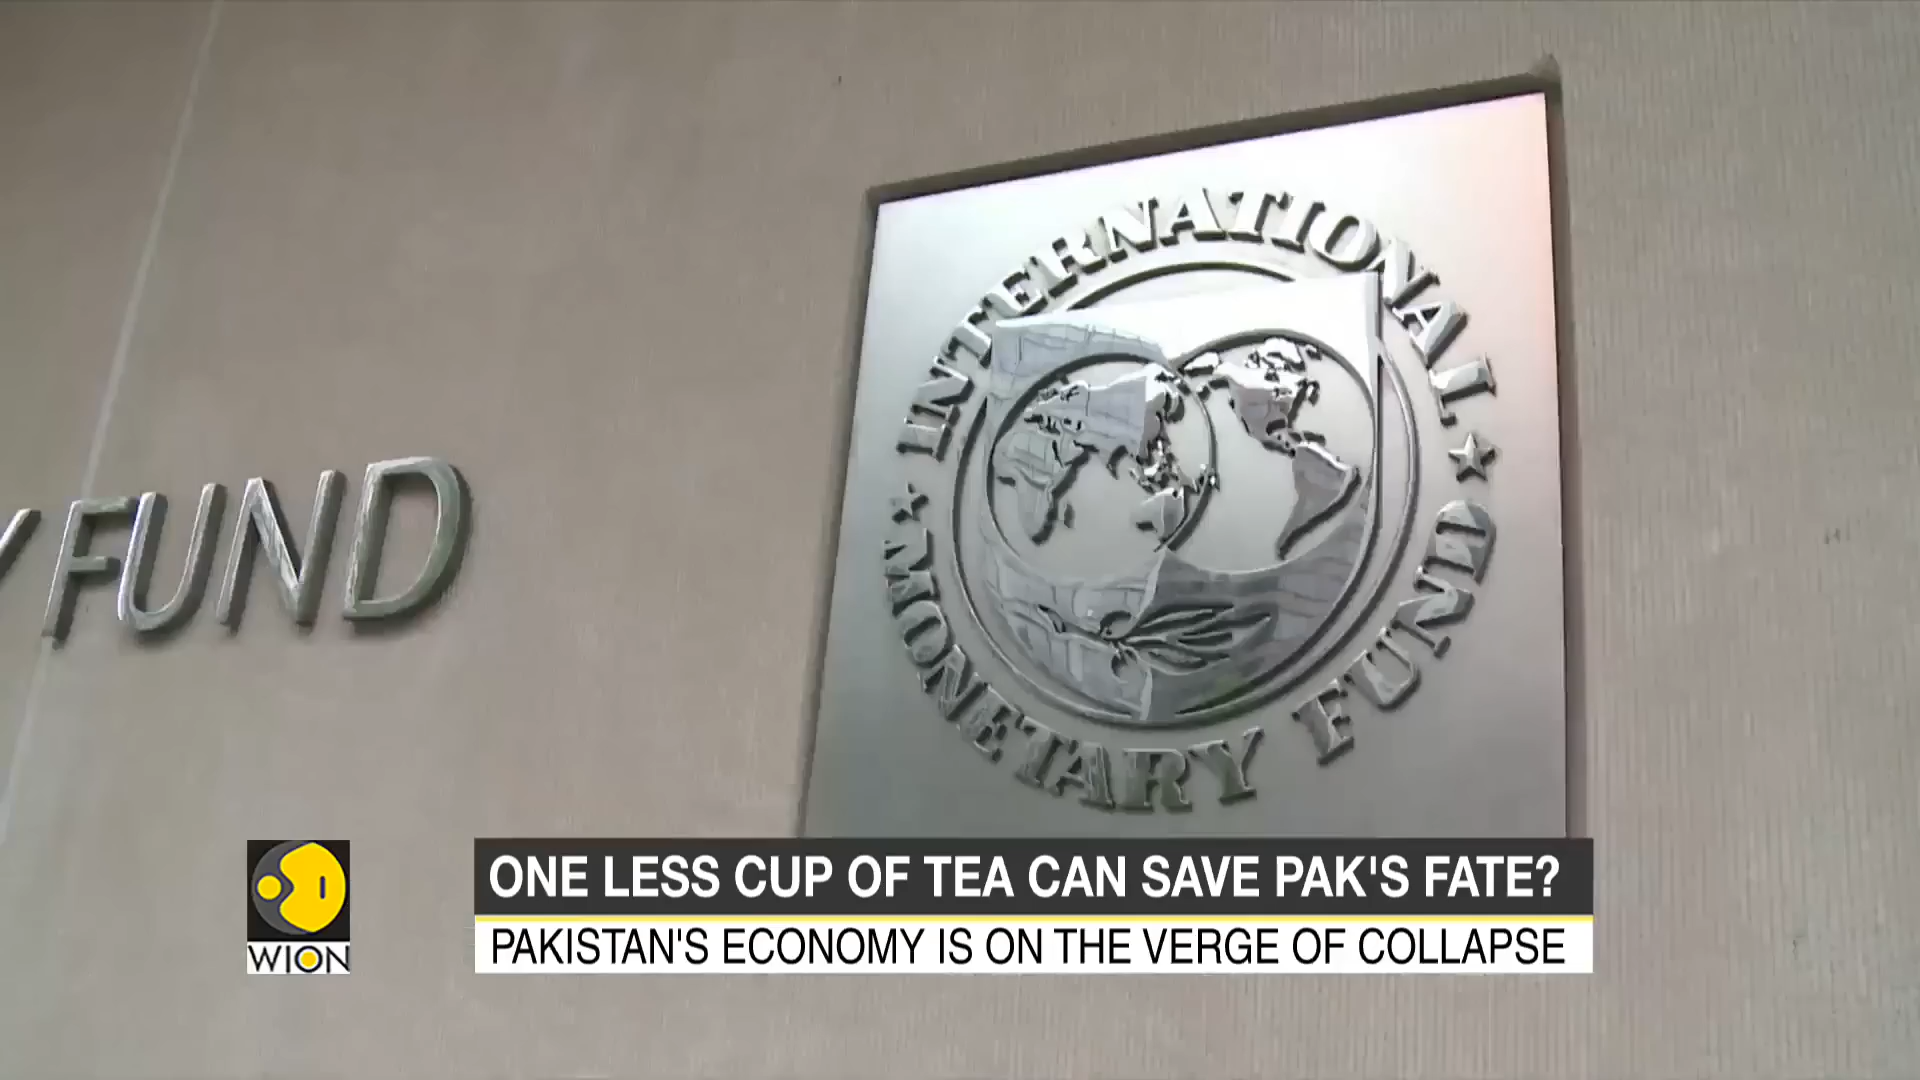 Y FUND
INTERNATIONAL
MONETARY FUND
WION
ONE LESS CUP OF TEA CAN SAVE PAK'S FATE?
PAKISTAN'S ECONOMY IS ON THE VERGE OF COLLAPSE